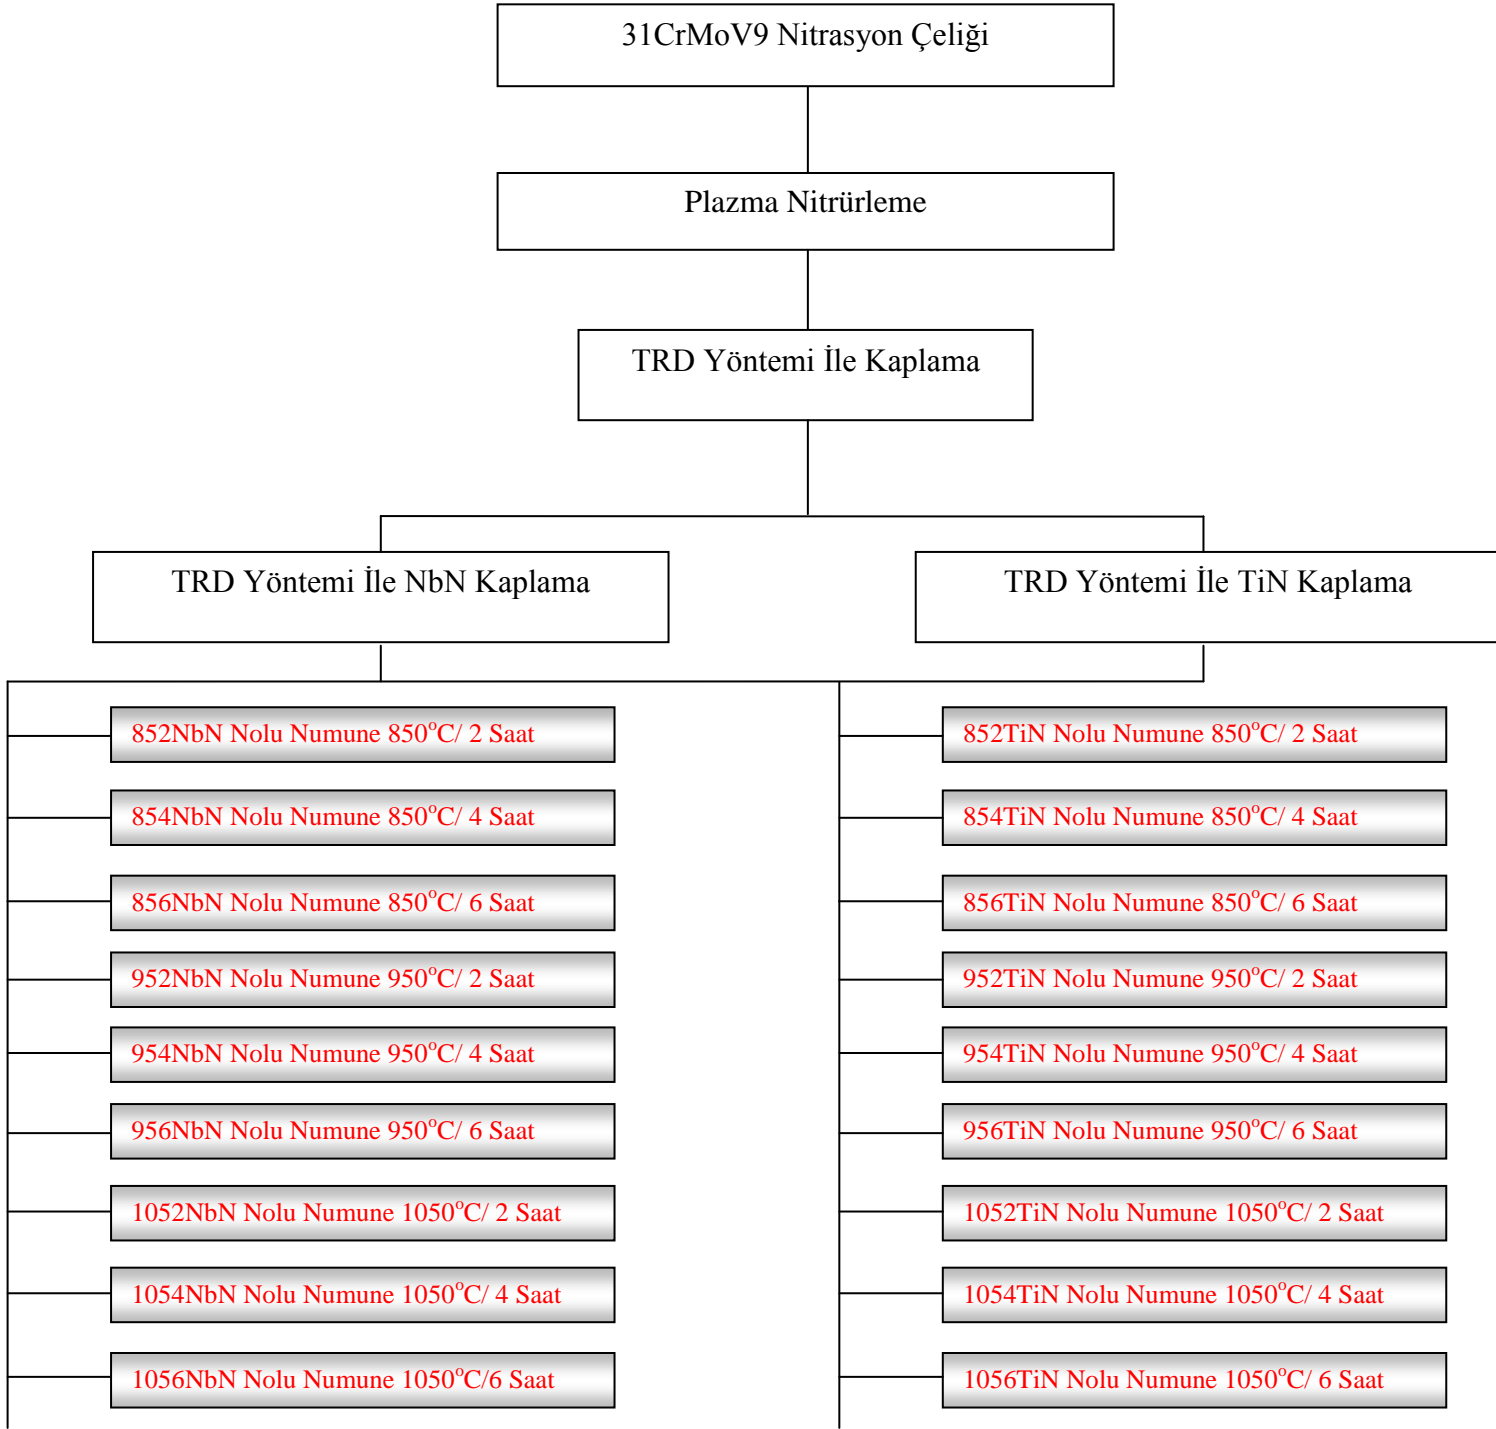 31CrMoV9 Nitrasyon Çeliği
Plazma Nitrürleme
TRD Yöntemi İle Kaplama
TRD Yöntemi İle NbN Kaplama
TRD Yöntemi İle TiN Kaplama
852NbN Nolu Numune 850°C/ 2 Saat
852TiN Nolu Numune 850°C/ 2 Saat
854NbN Nolu Numune 850°C/ 4 Saat
854TiN Nolu Numune 850°C/ 4 Saat
856NbN Nolu Numune 850°C/ 6 Saat
856TiN Nolu Numune 850°C/ 6 Saat
952NbN Nolu Numune 950°C/ 2 Saat
952TiN Nolu Numune 950°C/ 2 Saat
954NbN Nolu Numune 950°C/ 4 Saat
954TiN Nolu Numune 950°C/ 4 Saat
956NbN Nolu Numune 950°C/ 6 Saat
956TiN Nolu Numune 950°C/ 6 Saat
1052NbN Nolu Numune 1050°C/ 2 Saat
1052TiN Nolu Numune 1050°C/ 2 Saat
1054NbN Nolu Numune 1050°C/ 4 Saat
1054TiN Nolu Numune 1050°C/ 4 Saat
1056NbN Nolu Numune 1050°C/6 Saat
1056TiN Nolu Numune 1050°C/ 6 Saat